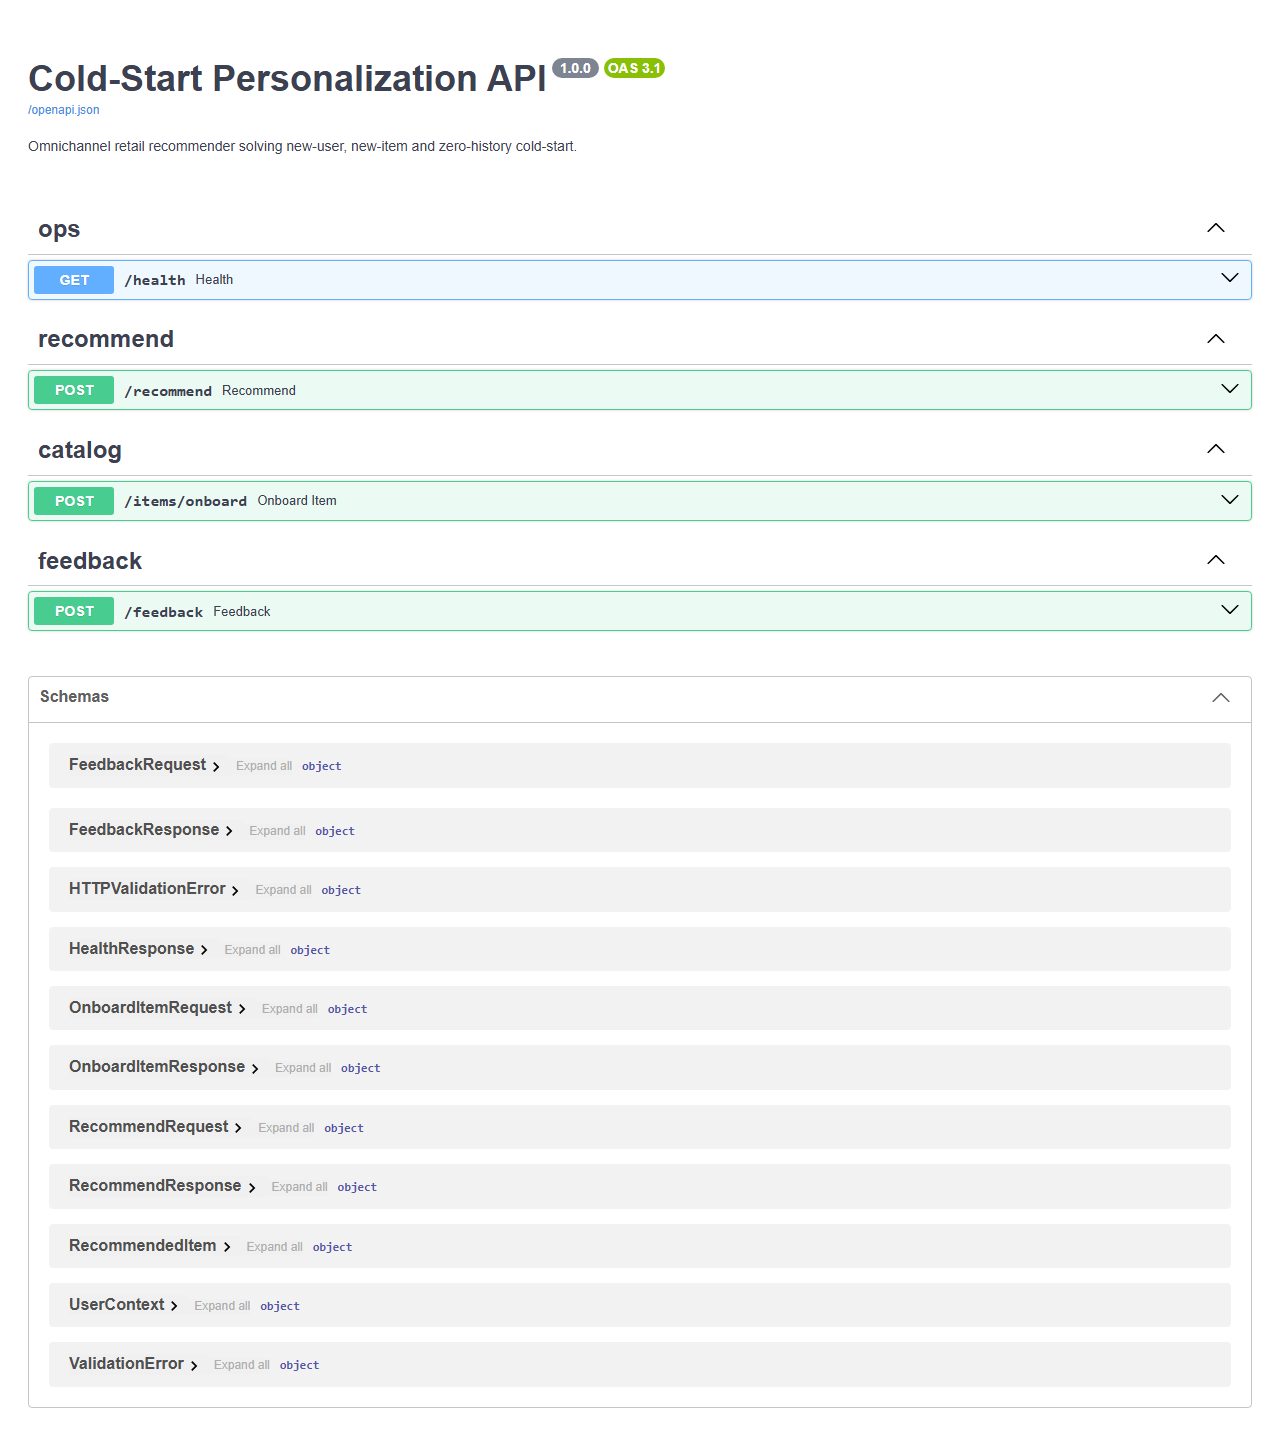 Cold-Start Personalization API 1.0.0 OAS 3.1
/openapi.json
Omnichannel retail recommender solving new-user, new-item and zero-history cold-start.
ops
GET /health Health
recommend
POST /recommend Recommend
catalog
POST /items/onboard Onboard Item
feedback
POST /feedback Feedback
Schemas
FeedbackRequest Expand all object
FeedbackResponse Expand all object
HTTPValidationError Expand all object
HealthResponse Expand all object
OnboardItemRequest Expand all object
OnboardItemResponse Expand all object
RecommendRequest Expand all object
RecommendResponse Expand all object
RecommendedItem Expand all object
UserContext Expand all object
ValidationError Expand all object